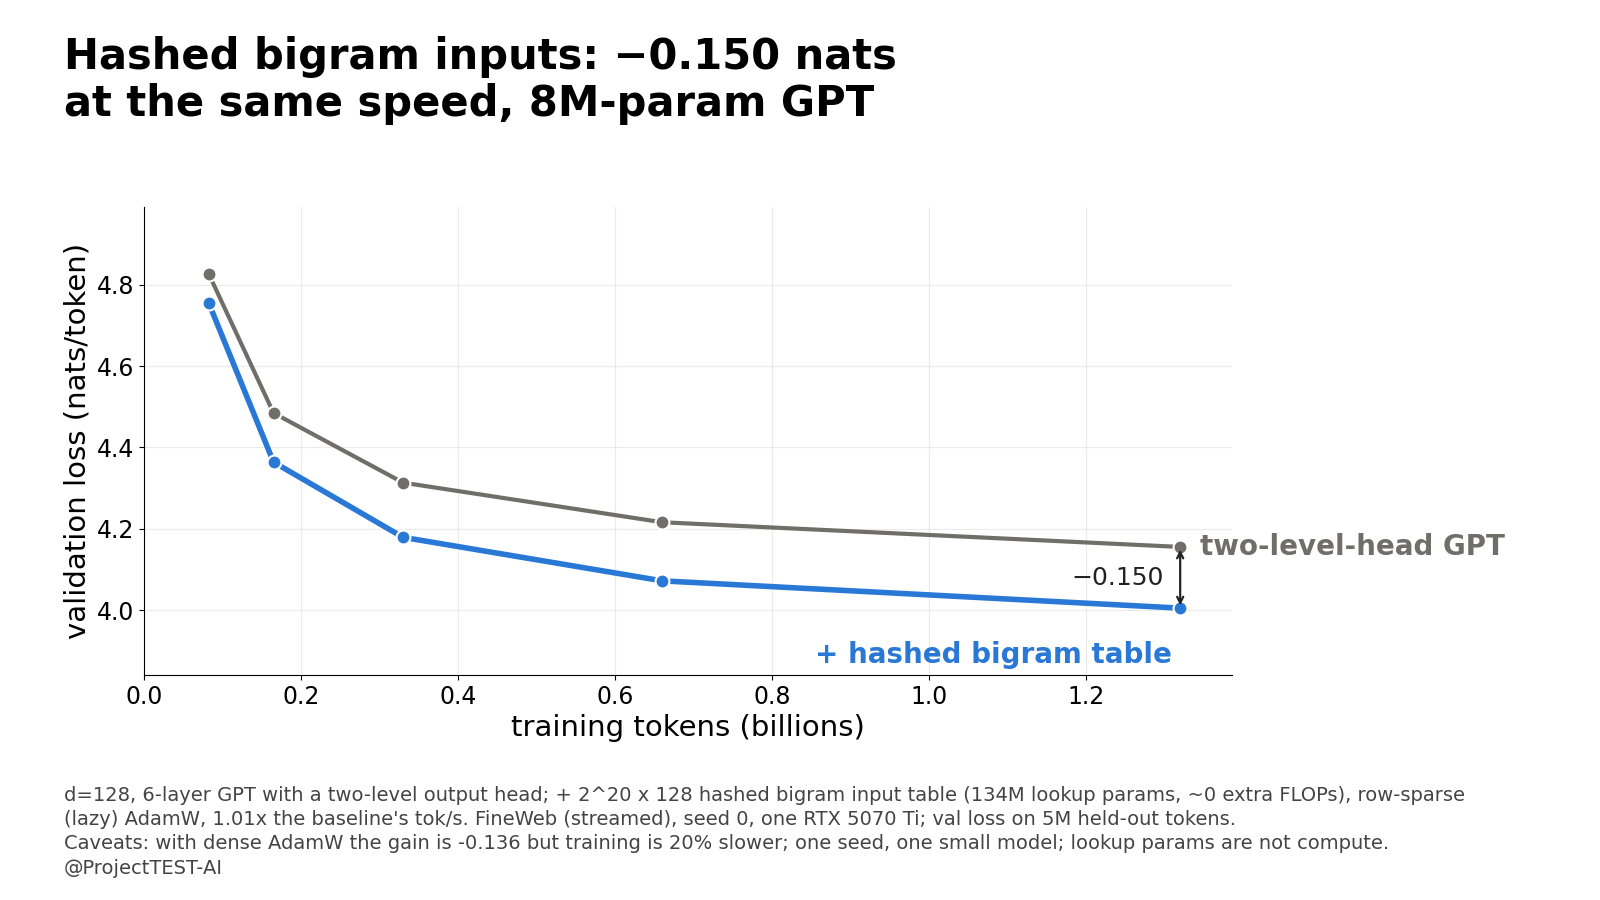 Hashed bigram inputs: −0.150 nats
at the same speed, 8M-param GPT
validation loss (nats/token)
4.8
4.6
4.4
4.2
4.0
two-level-head GPT
−0.150
+ hashed bigram table
0.0 0.2 0.4 0.6 0.8 1.0 1.2
training tokens (billions)
d=128, 6-layer GPT with a two-level output head; + 2^20 x 128 hashed bigram input table (134M lookup params, ~0 extra FLOPs), row-sparse
(lazy) AdamW, 1.01x the baseline's tok/s. FineWeb (streamed), seed 0, one RTX 5070 Ti; val loss on 5M held-out tokens.
Caveats: with dense AdamW the gain is -0.136 but training is 20% slower; one seed, one small model; lookup params are not compute.
@ProjectTEST-AI